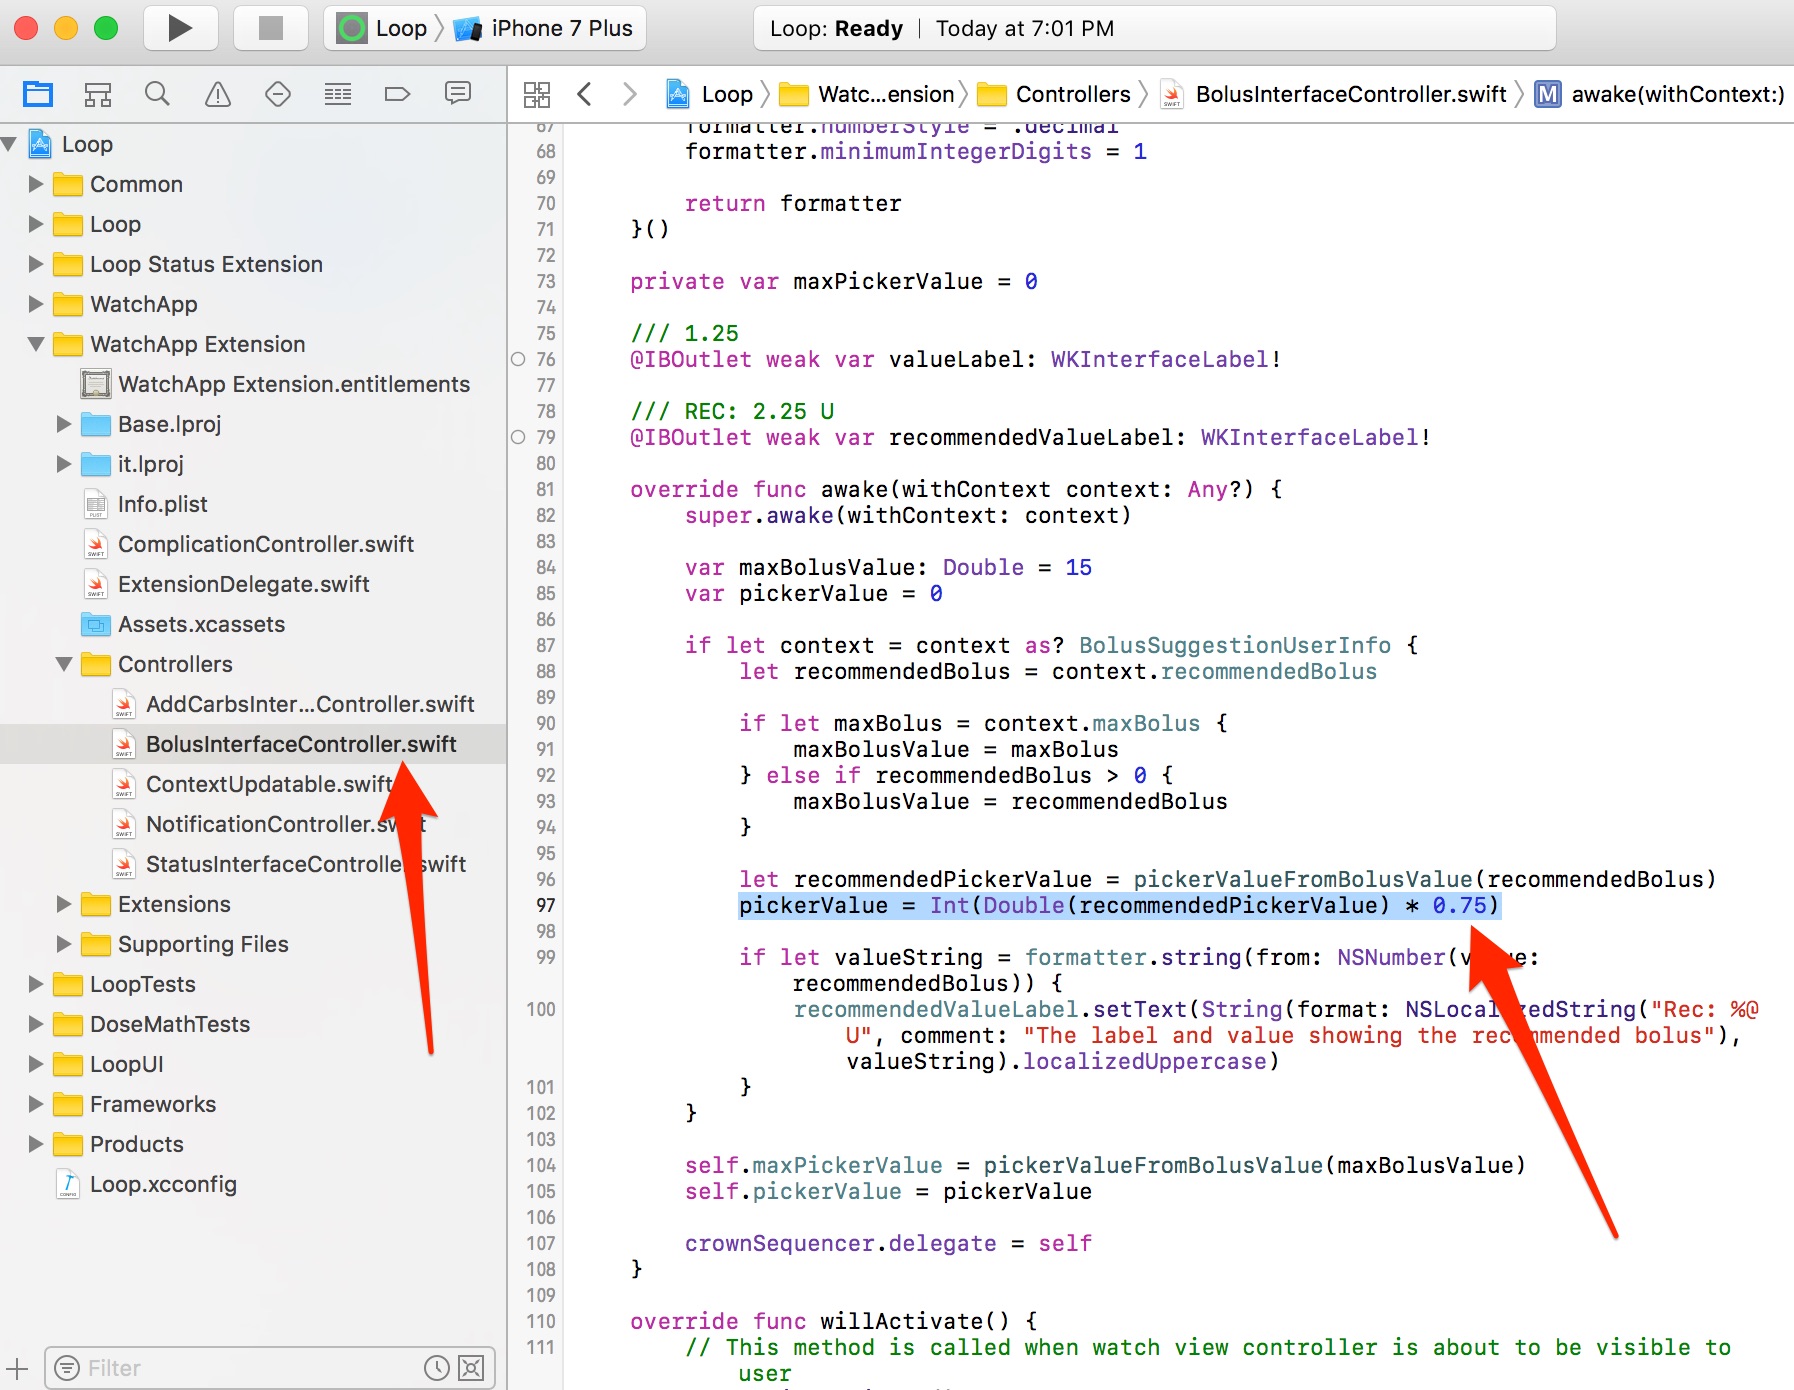 Loop
iPhone 7 Plus
Loop: Ready
Today at 7:01 PM
Loop
Watc...ension
Controllers
BolusInterfaceController.swift
M
awake(withContext:)
Loop
Common
Loop
Loop Status Extension
WatchApp
WatchApp Extension
WatchApp Extension.entitlements
Base.lproj
it.lproj
Info.plist
ComplicationController.swift
ExtensionDelegate.swift
Assets.xcassets
Controllers
AddCarbsInter...Controller.swift
BolusInterfaceController.swift
ContextUpdatable.swift
NotificationController.swift
StatusInterfaceController.swift
Extensions
Supporting Files
LoopTests
DoseMathTests
LoopUI
Frameworks
Products
Loop.xcconfig
Filter
67 formatter.numberStyle = .decimal
68 formatter.minimumIntegerDigits = 1
69
70 return formatter
71 }()
72
73 private var maxPickerValue = 0
74
75 /// 1.25
76 @IBOutlet weak var valueLabel: WKInterfaceLabel!
77
78 /// REC: 2.25 U
79 @IBOutlet weak var recommendedValueLabel: WKInterfaceLabel!
80
81 override func awake(withContext context: Any?) {
82 super.awake(withContext: context)
83
84 var maxBolusValue: Double = 15
85 var pickerValue = 0
86
87 if let context = context as? BolusSuggestionUserInfo {
88 let recommendedBolus = context.recommendedBolus
89
90 if let maxBolus = context.maxBolus {
91 maxBolusValue = maxBolus
92 } else if recommendedBolus > 0 {
93 maxBolusValue = recommendedBolus
94 }
95
96 let recommendedPickerValue = pickerValueFromBolusValue(recommendedBolus)
97 pickerValue = Int(Double(recommendedPickerValue) * 0.75)
98
99 if let valueString = formatter.string(from: NSNumber(value:
recommendedBolus)) {
100 recommendedValueLabel.setText(String(format: NSLocalizedString("Rec: %@
U", comment: "The label and value showing the recommended bolus"),
valueString).localizedUppercase)
101 }
102 }
103
104 self.maxPickerValue = pickerValueFromBolusValue(maxBolusValue)
105 self.pickerValue = pickerValue
106
107 crownSequencer.delegate = self
108 }
109
110 override func willActivate() {
111 // This method is called when watch view controller is about to be visible to
user